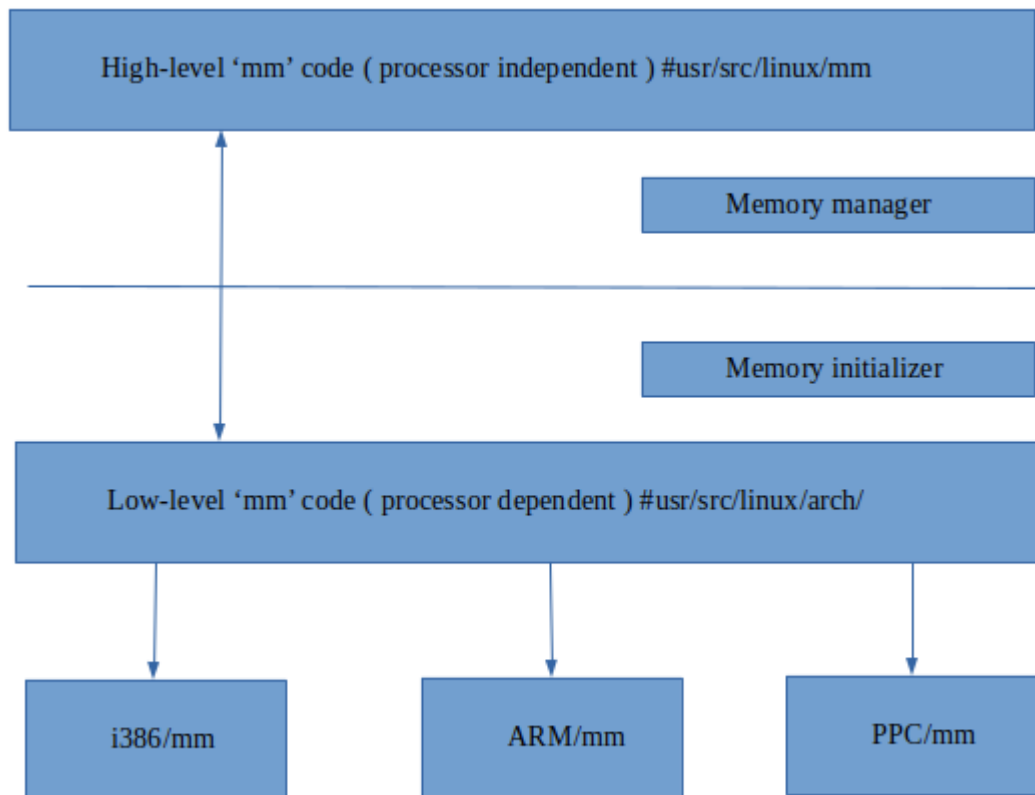 High-level ‘mm’ code ( processor independent ) #usr/src/linux/mm
Memory manager
Memory initializer
Low-level ‘mm’ code ( processor dependent ) #usr/src/linux/arch/
i386/mm
ARM/mm
PPC/mm